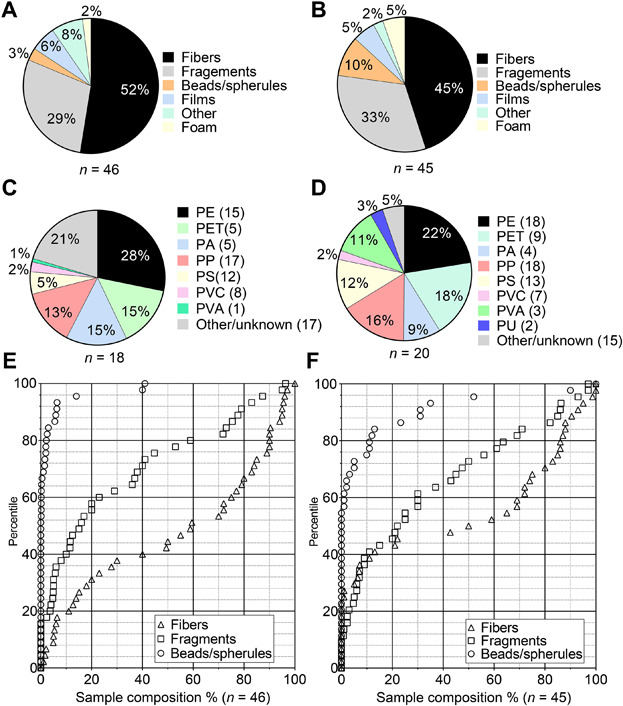 A
2%
8%
6%
3%
52%
29%
Fibers
Fragements
Beads/spherules
Films
Other
Foam
n = 46
B
2%
5%
5%
10%
45%
33%
Fibers
Fragements
Beads/spherules
Films
Other
Foam
n = 45
C
21%
28%
1%
2%
5%
13%
15%
15%
PE (15)
PET(5)
PA (5)
PP (17)
PS(12)
PVC (8)
PVA (1)
Other/unknown (17)
n = 18
D
5%
3%
11%
22%
2%
12%
18%
16%
9%
PE (18)
PET (9)
PA (4)
PP (18)
PS (13)
PVC (7)
PVA (3)
PU (2)
Other/unknown (15)
n = 20
E
100
80
60
40
20
0
Percentile
Fibers
Fragments
Beads/spherules
0 20 40 60 80 100
Sample composition % (n = 46)
F
100
80
60
40
20
0
Percentile
Fibers
Fragments
Beads/spherules
0 20 40 60 80 100
Sample composition % (n = 45)